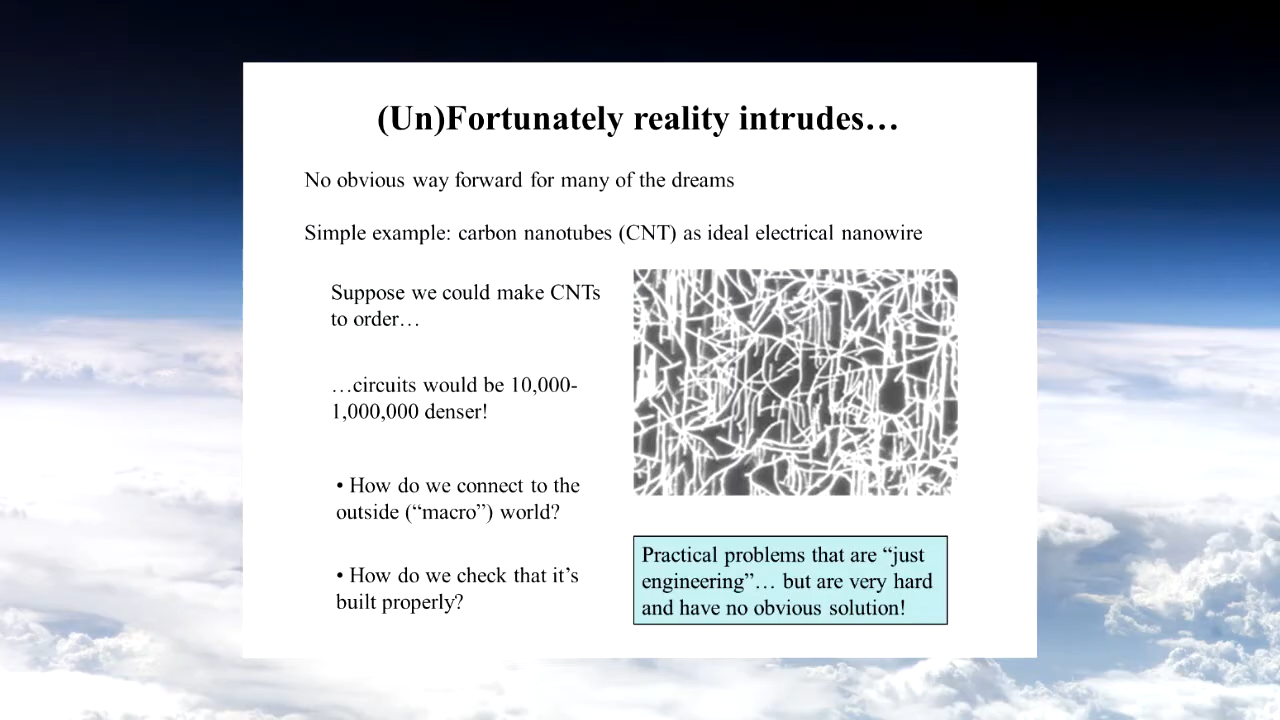 (Un)Fortunately reality intrudes…
No obvious way forward for many of the dreams
Simple example: carbon nanotubes (CNT) as ideal electrical nanowire
Suppose we could make CNTs
to order…
…circuits would be 10,000-
1,000,000 denser!
• How do we connect to the
outside (“macro”) world?
• How do we check that it’s
built properly?
Practical problems that are “just
engineering”… but are very hard
and have no obvious solution!